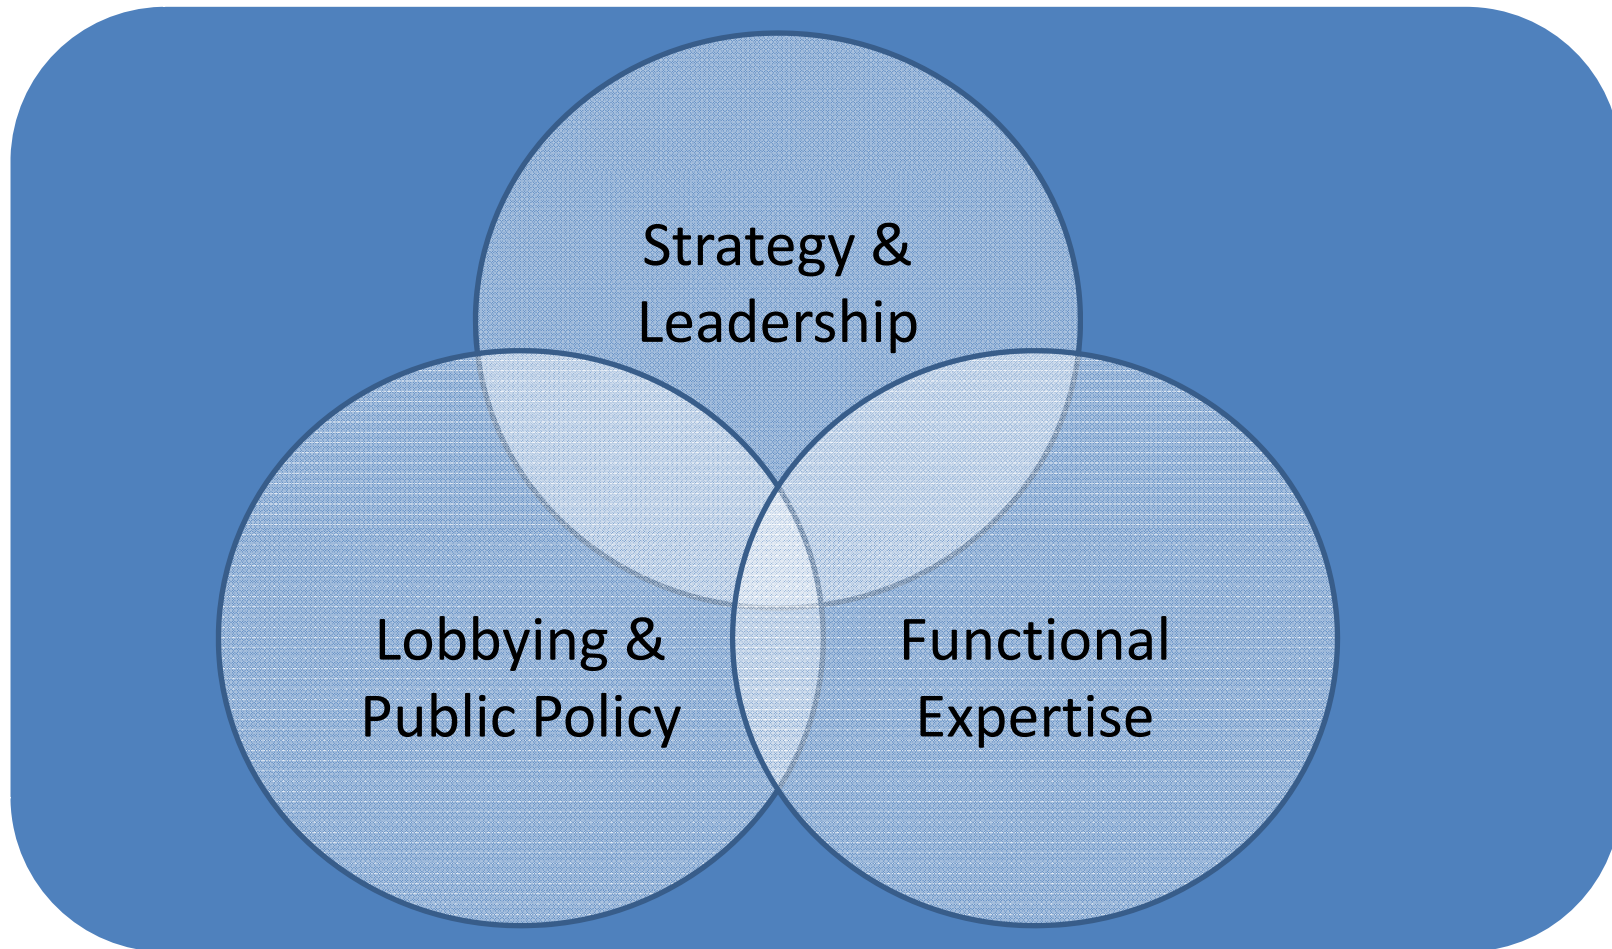 Strategy &
Leadership
Lobbying &
Public Policy
Functional
Expertise